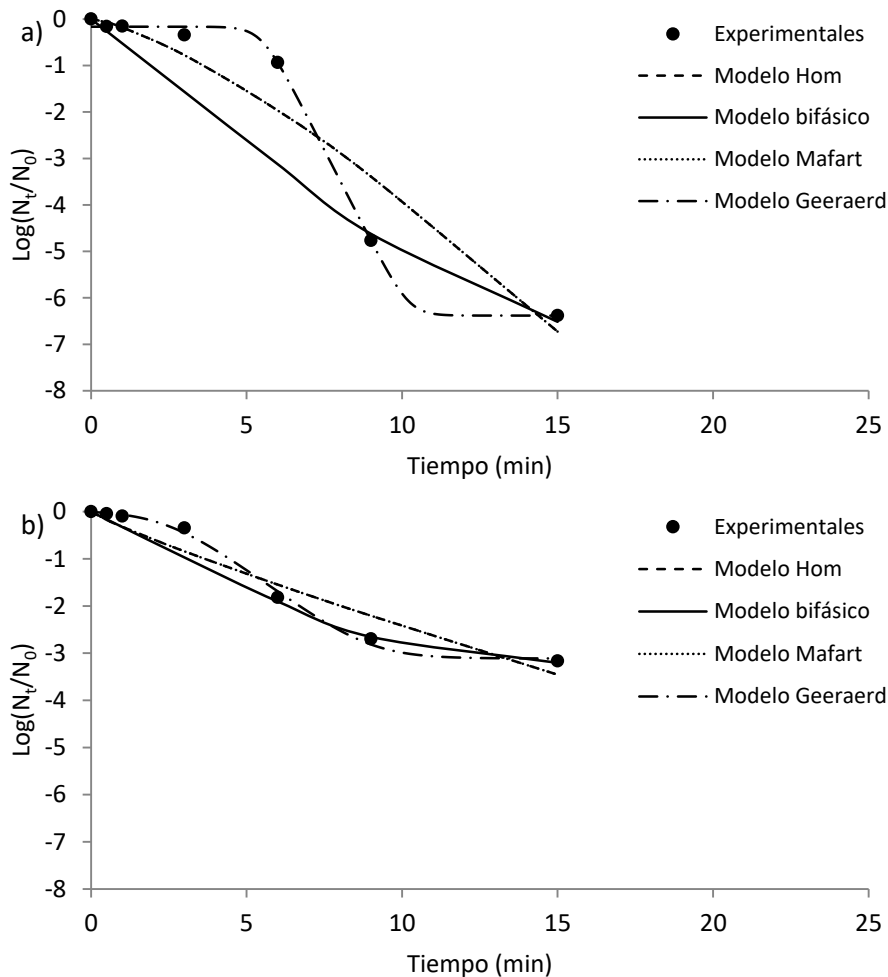 a)
Log(Nt/N0)
0
-1
-2
-3
-4
-5
-6
-7
-8
0 5 10 15 20 25
Tiempo (min)
Experimentales
Modelo Hom
Modelo bifásico
Modelo Mafart
Modelo Geeraerd
b)
Log(Nt/N0)
0
-1
-2
-3
-4
-5
-6
-7
-8
0 5 10 15 20 25
Tiempo (min)
Experimentales
Modelo Hom
Modelo bifásico
Modelo Mafart
Modelo Geeraerd